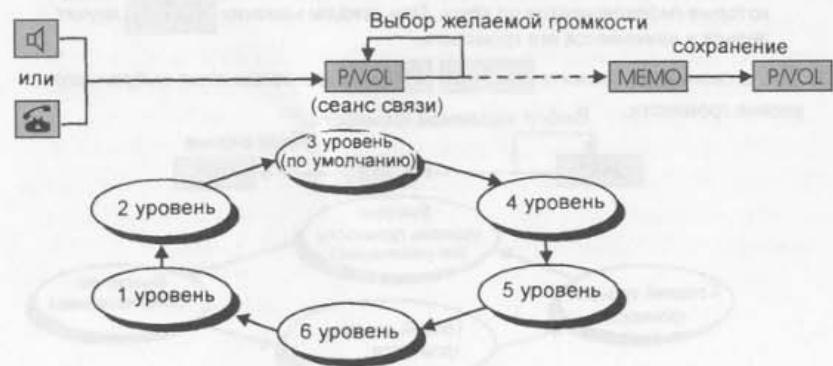 Выбор желаемой громкости
сохранение
или
P/VOL
MEMO
P/VOL
(сеанс связи)
3 уровень
((по умолчанию)
2 уровень
4 уровень
1 уровень
5 уровень
6 уровень